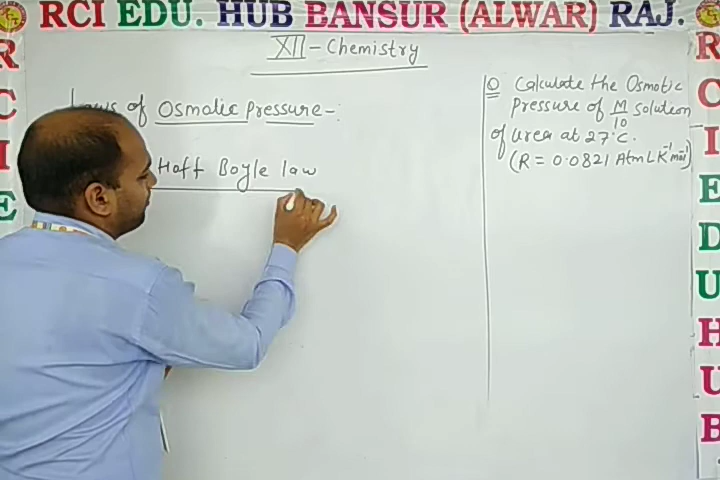 RCI EDU. HUB BANSUR (ALWAR) RAJ.
XII - Chemistry
Laws of Osmotic Pressure -:
Hoff Boyle law
Q Calculate the Osmotic
Pressure of M/10 solution
of urea at 27°C.
(R = 0.0821 Atm L K⁻¹ mol⁻¹)
R
C
I
E
R
C
I
E
D
U
H
U
B